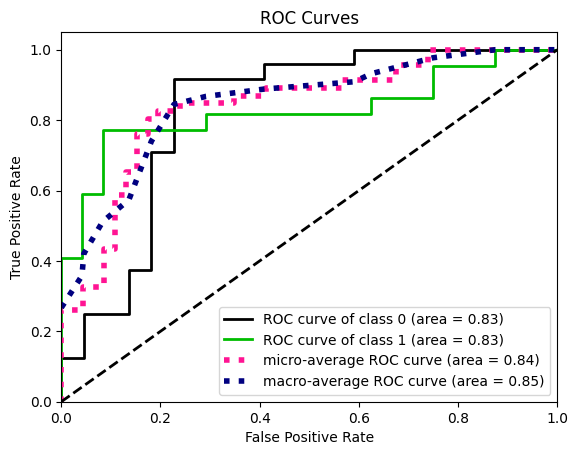 ROC Curves
1.0
0.8
0.6
0.4
0.2
0.0
True Positive Rate
ROC curve of class 0 (area = 0.83)
ROC curve of class 1 (area = 0.83)
micro-average ROC curve (area = 0.84)
macro-average ROC curve (area = 0.85)
0.0 0.2 0.4 0.6 0.8 1.0
False Positive Rate